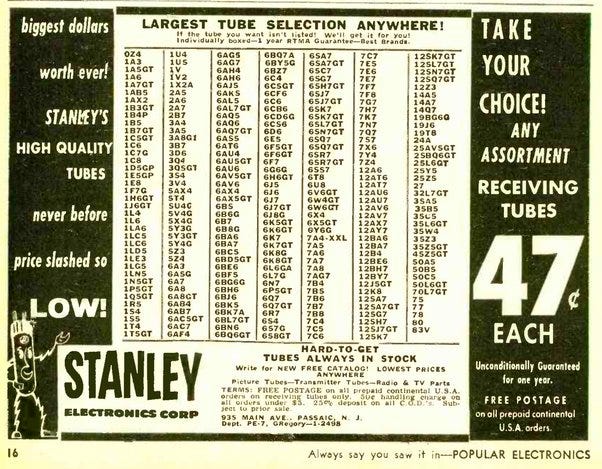 biggest dollars
worth ever!
STANLEY'S
HIGH QUALITY
TUBES
never before
price slashed so
LOW!
LARGEST TUBE SELECTION ANYWHERE!
If the tube you want isn't listed! We'll get it for you!
Individually boxed—1 year RTMA Guarantee—Best Brands.
0Z4
1A3
1A5GT
1A6
1A7GT
1AB5
1AX2
1B3GT
1B4P
1B5
1B7GT
1C5GT
1C6
1C7G
1C8
1D5GP
1E5GP
1E8
1F7G
1H6GT
1J6GT
1L4
1L6
1LA6
1LC5
1LC6
1LD5
1LE3
1LG5
1LN5
1N5GT
1P5GT
1Q5GT
1R5
1S4
1S5
1T4
1T5GT
1U4
1U5
1V
1V2
1X2A
2A5
2A6
2A7
2B7
3A4
3A5
3A8GT
3B7
3D6
3Q4
3Q5GT
3S4
3V4
5AX4
5T4
5U4G
5V4G
5X4G
5Y3G
5Y3GT
5Y4G
5Z3
5Z4
6A3
6A5G
6A7
6A8
6A8GT
6AB4
6AB7
6AC5GT
6AC7
6AF4
6AG5
6AG7
6AH4
6AH6
6AJ5
6AK5
6AK6
6AL5
6AL7GT
6AQ5
6AQ6
6AQ7GT
6AS5
6AT6
6AU4
6AU5GT
6AU6
6AV5GT
6AV6
6AX4
6AX5GT
6B5
6B6G
6B7
6B8G
6BA6
6BA7
6BC5
6BD5GT
6BE6
6BF5
6BG6G
6BH6
6BJ6
6BK5
6BK7A
6BL7GT
6BN6
6BQ6GT
6BQ7A
6BY5G
6BZ7
6C4
6CF6
6C6
6CB6
6CD6G
6CS6
6D6
6E5
6F5GT
6F6GT
6F7
6G6G
6H6GT
6J5
6J6
6J7
6J7GT
6J8G
6K5GT
6K6GT
6K7
6K7GT
6K8G
6K8GT
6L6GA
6L7G
6N7
6P5GT
6Q7
6Q7GT
6R7
6S4
6S7G
6S8GT
6SA7
6SA7GT
6SC7
6SG7
6SH7GT
6SJ7
6SJ7GT
6SK7
6SK7GT
6SL7GT
6SN7GT
6SQ7
6SQ7GT
6SR7
6SR7GT
6SS7
6T8
6U8
6V6GT
6W4GT
6W6GT
6X4
6X5GT
6Y6G
7A4-XXL
7A5
7A6
7A7
7A8
7AG7
7B4
7B5
7B6
7B7
7B8
7C4
7C5
7C6
7C7
7E5
7E6
7E7
7F7
7F8
7G7
7H7
7K7
7N7
7Q7
757
7X6
7Y4
7Z4
12A6
12AT6
12AT7
12AU6
12AU7
12AV6
12AV7
12AY7
12BA6
12BA7
12B4
12BE6
12BH7
12BY7
12J5GT
12K8
12SA7
12SC7
12SG7
12SH7
12SJ7GT
12SK7
12SK7GT
12SL7GT
12SN7GT
12SQ7GT
12Z3
14A5
14A7
14Q7
19BG6G
19J6
19T8
24A
25AV5GT
25BQ6GT
25L6GT
25Y5
25Z5
27
32L7GT
35A5
35B5
35C5
35W4
35Z3
35Z5GT
45Z5GT
50A5
50B5
50C5
50L6GT
70L7GT
75
77
78
80
83V
HARD-TO-GET
TUBES ALWAYS IN STOCK
Write for NEW FREE CATALOG! LOWEST PRICES
ANYWHERE
Picture Tubes—Transmitter Tubes—Radio & TV Parts
TERMS: FREE POSTAGE on all prepaid continental U.S.A.
orders on receiving tubes only. 50¢ handling charge on
all orders under $5. 25% deposit on all C.O.D.'s. Sub-
ject to prior sale.
935 MAIN AVE., PASSAIC, N. J.
Dept. PE-7, GRegory—1-2498
STANLEY
ELECTRONICS CORP
TAKE
YOUR
CHOICE!
ANY
ASSORTMENT
RECEIVING
TUBES
47¢
EACH
Unconditionally Guaranteed
for one year.
FREE POSTAGE
on all prepaid continental
U.S.A. orders.
16
Always say you saw it in—POPULAR ELECTRONICS